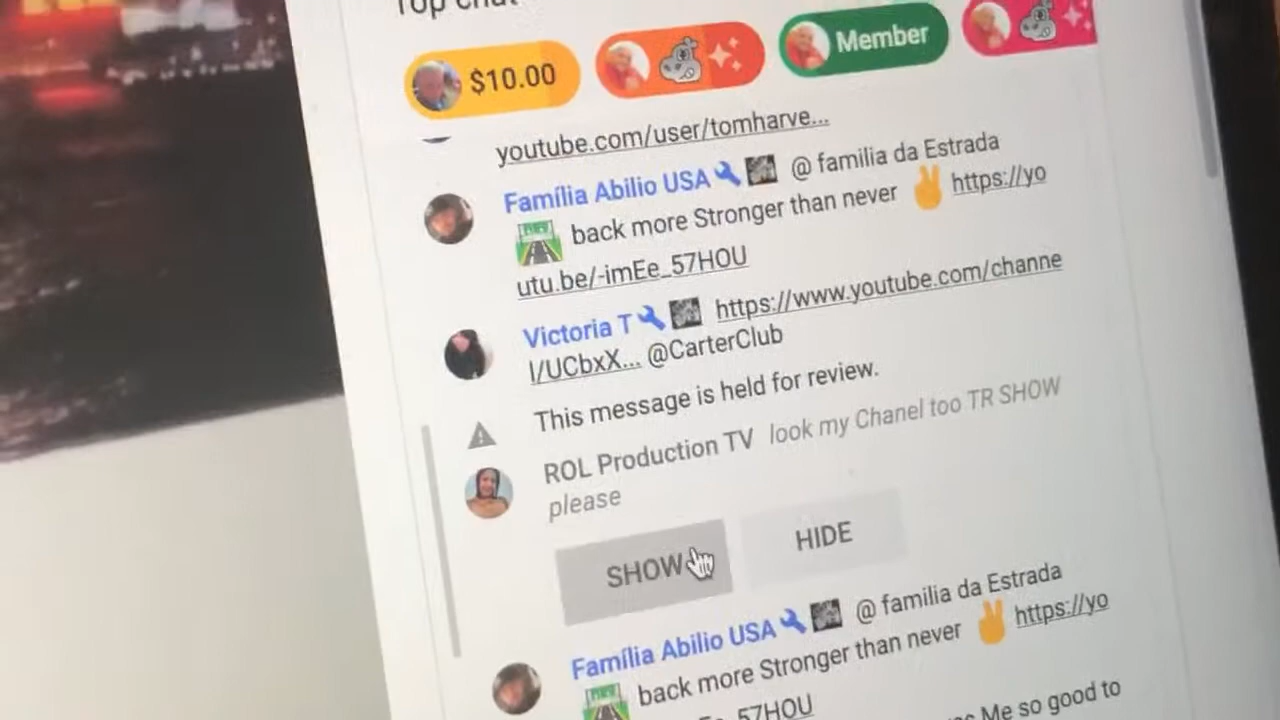 Top chat
$10.00
Member
youtube.com/user/tomharve...
Família Abilio USA @ familia da Estrada
back more Stronger than never https://yo
utu.be/-imEe_57HOU
Victoria T https://www.youtube.com/channe
l/UCbxX... @CarterClub
This message is held for review.
ROL Production TV look my Chanel too TR SHOW
please
SHOW
HIDE
Família Abilio USA @ familia da Estrada
back more Stronger than never https://yo
57HOU
Me so good to